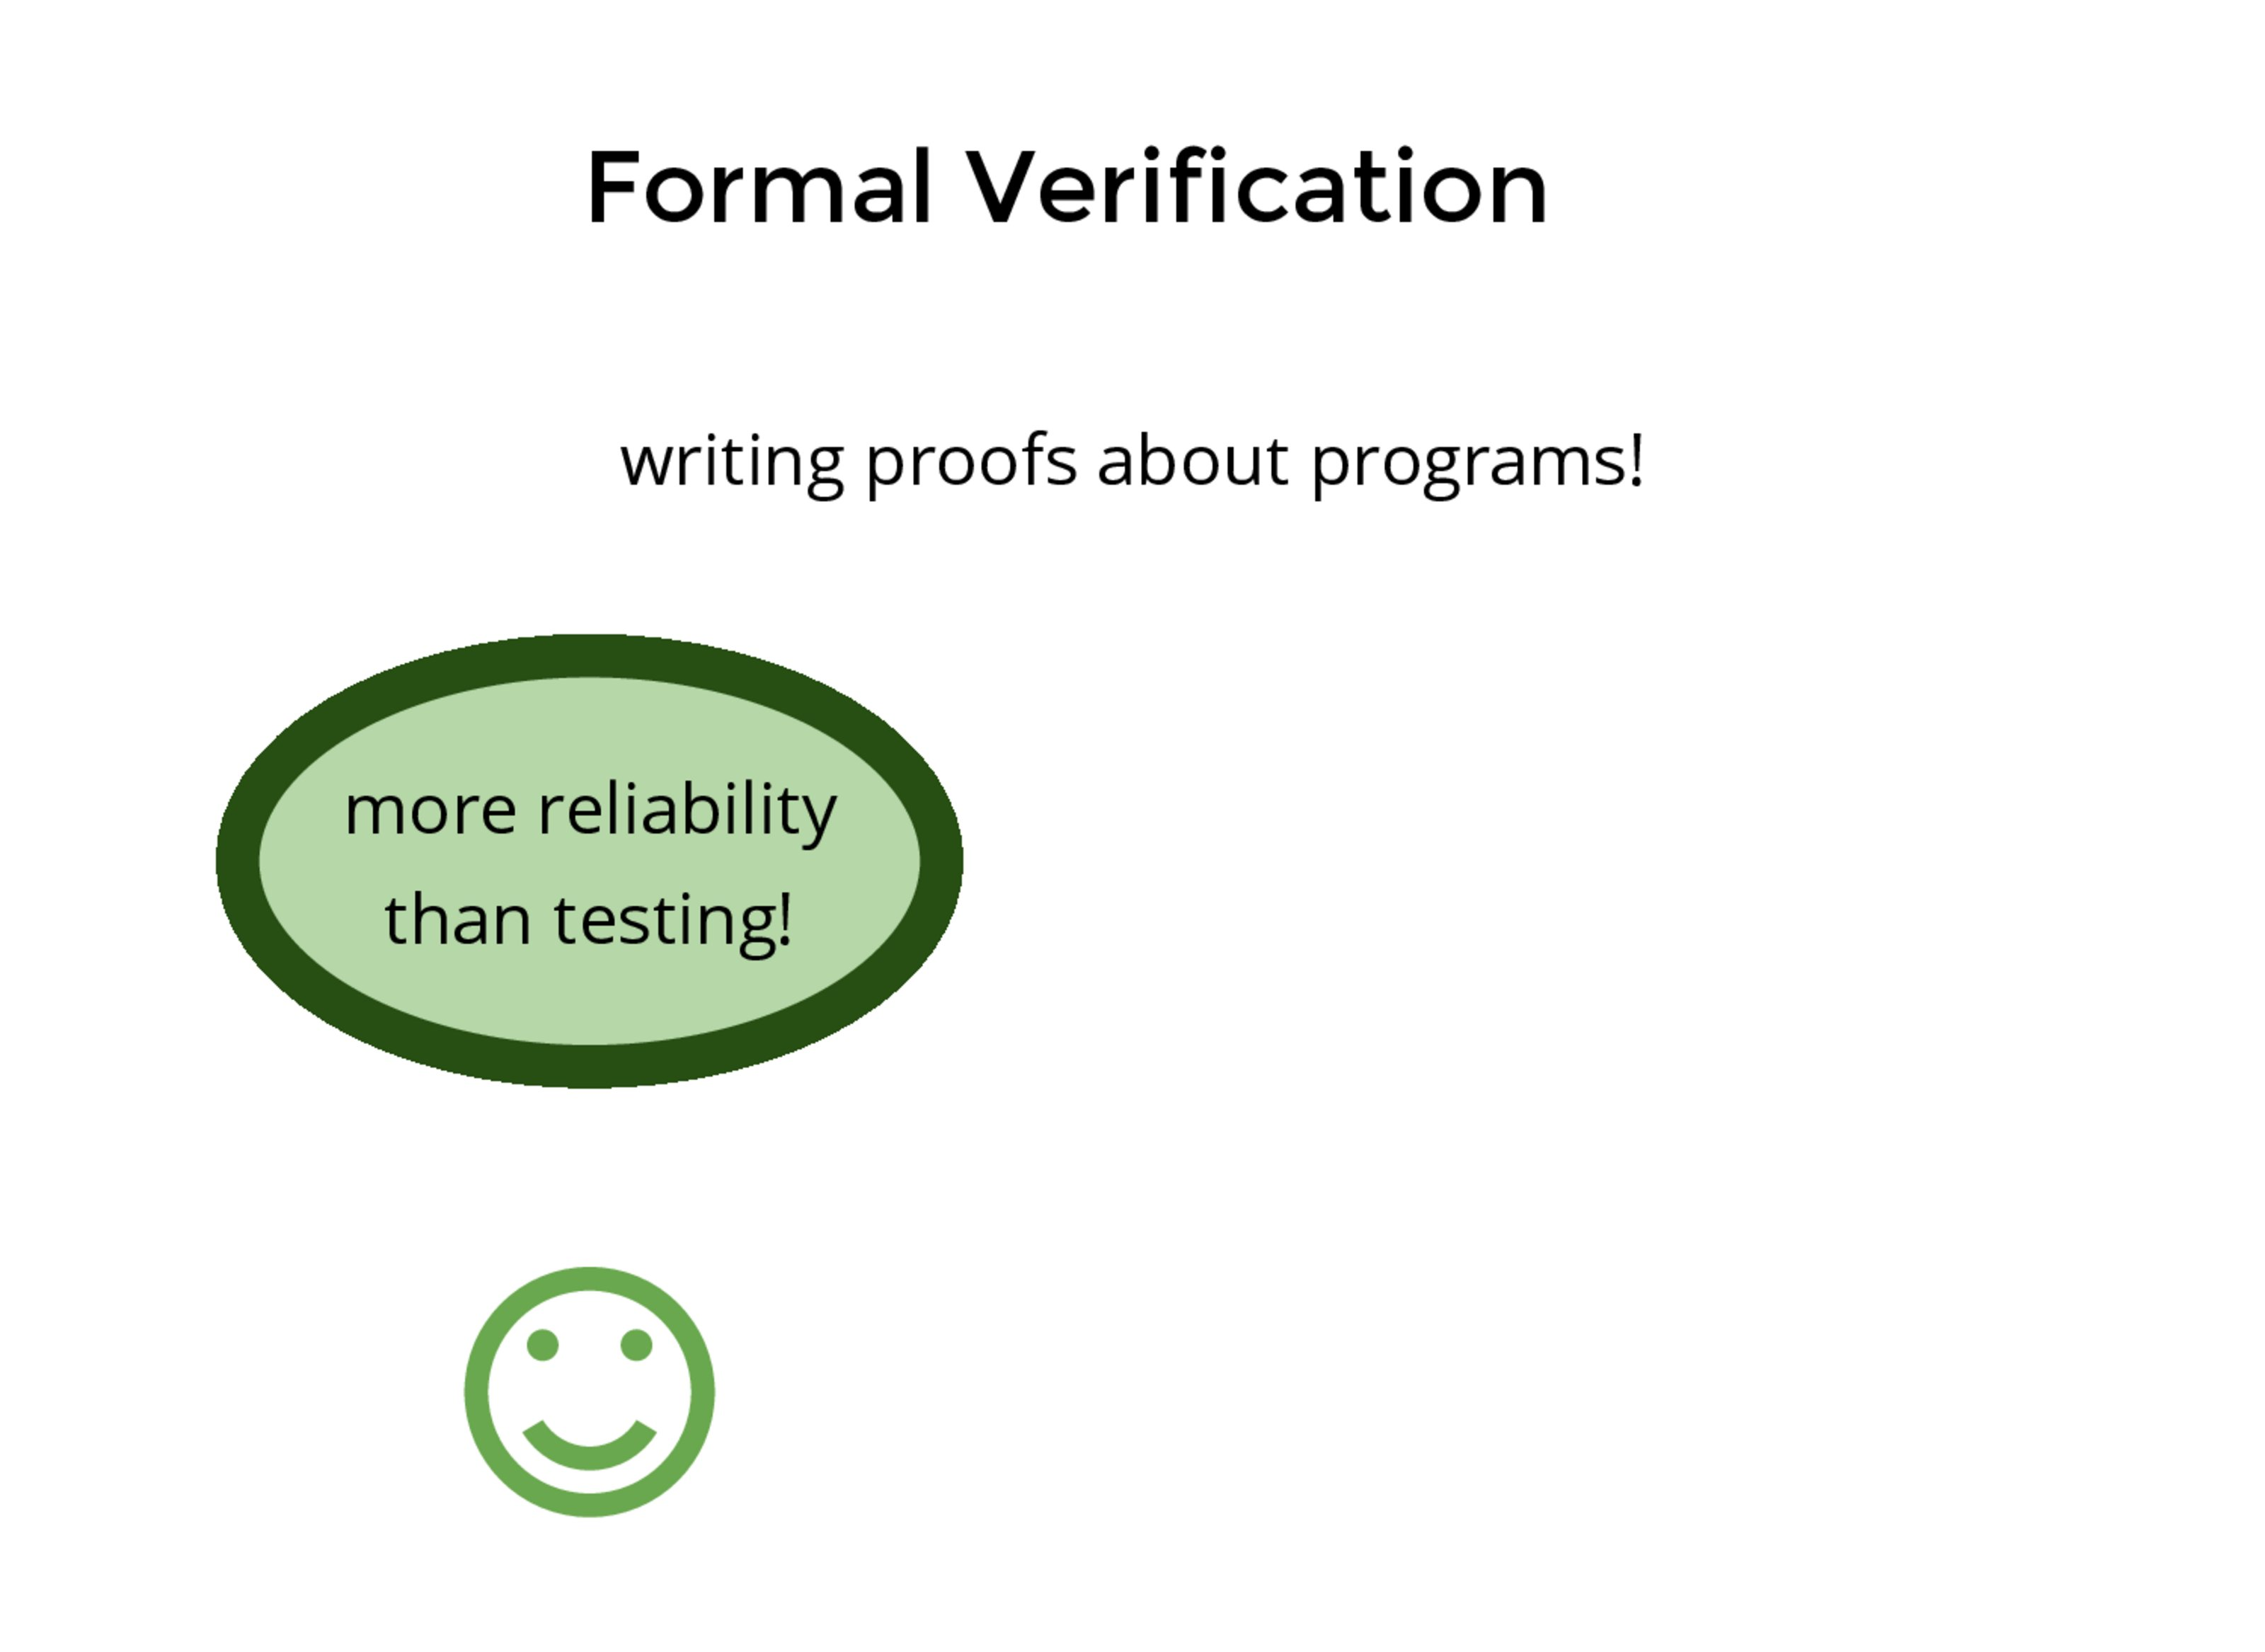 Formal Verification
writing proofs about programs!
more reliability
than testing!